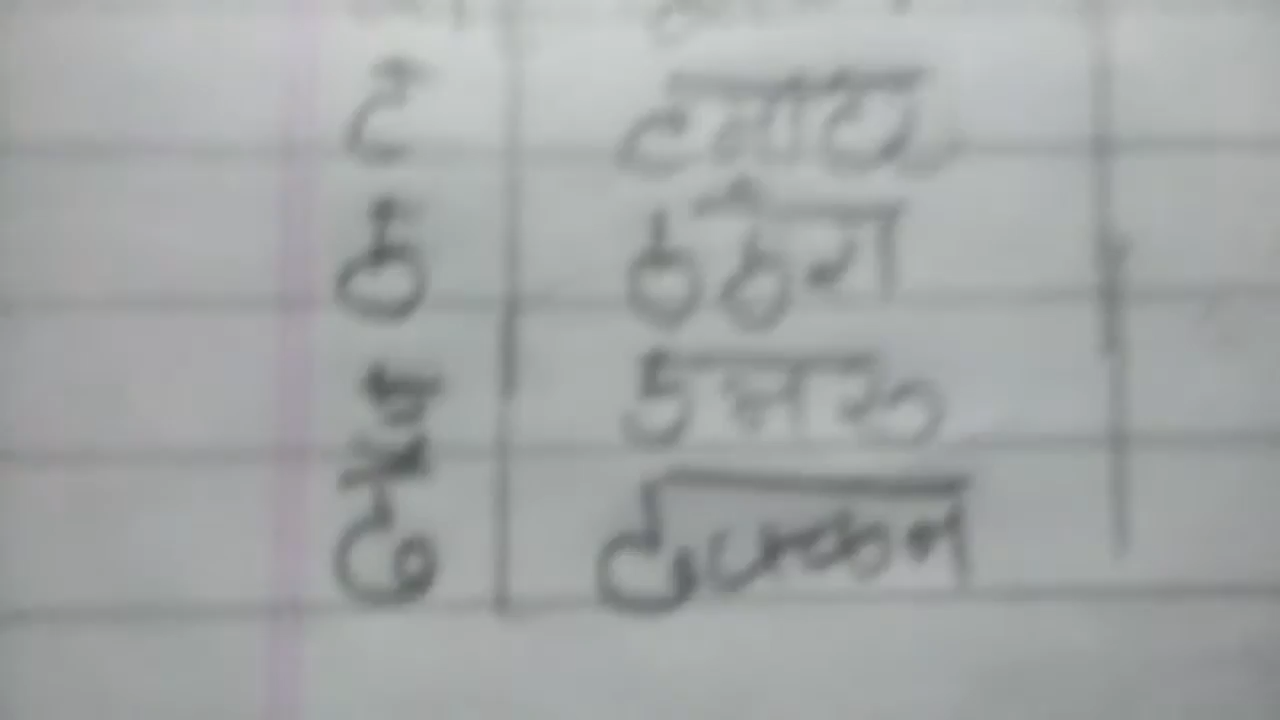 ट टमाटर
ठ ठठेरा
ड डमरू
ढ ढक्कन